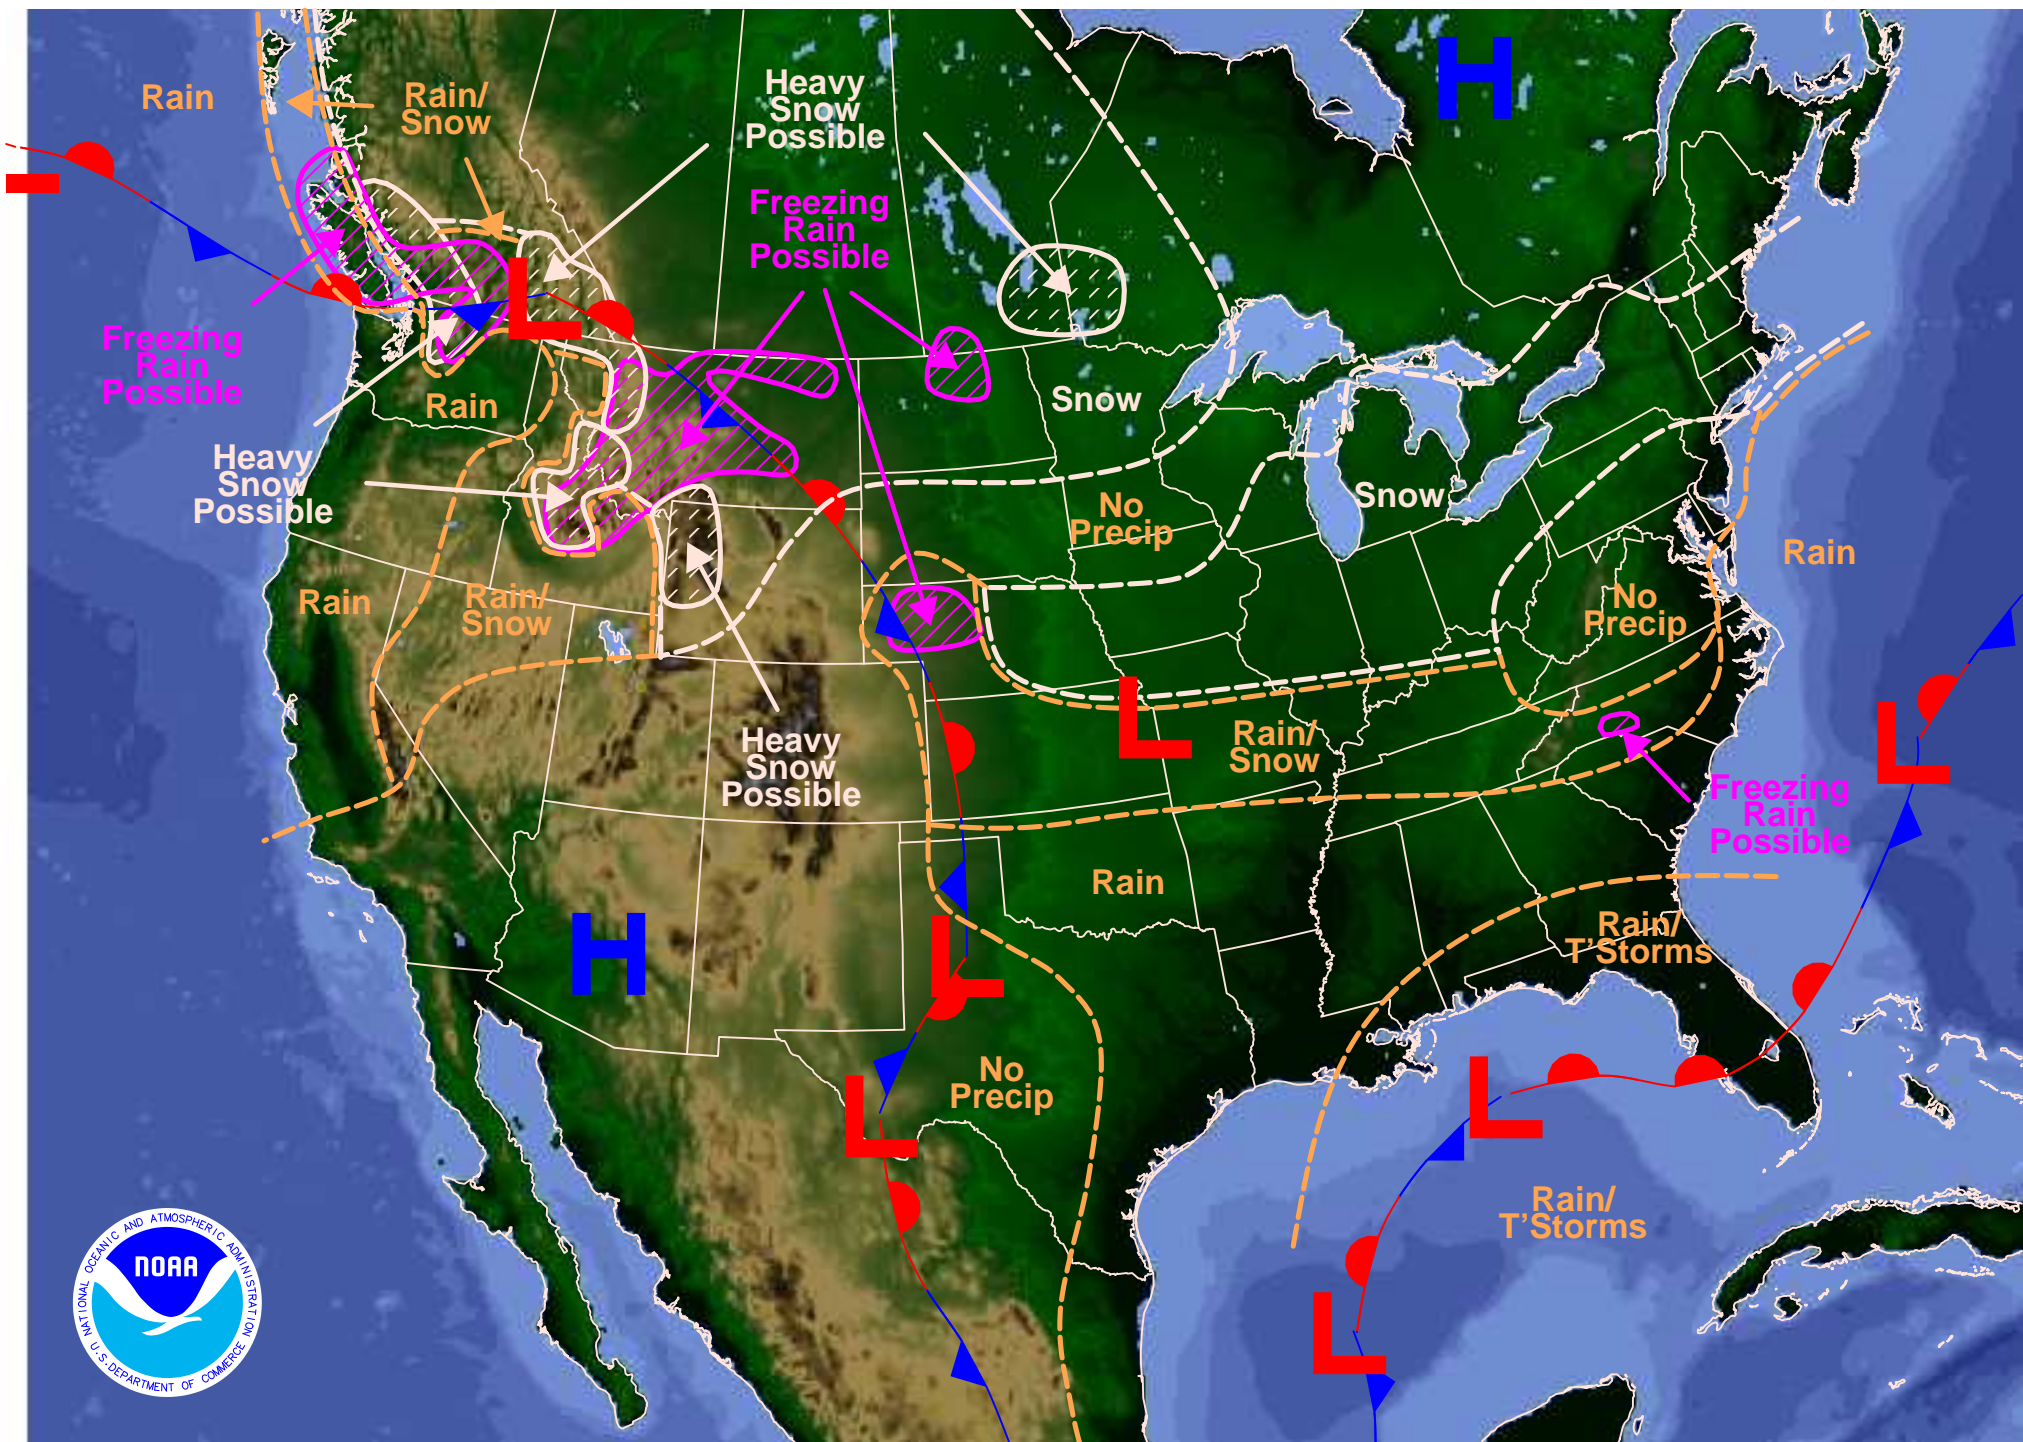 Rain
Rain/
Snow
Heavy
Snow
Possible
H
Freezing
Rain
Possible
L
Freezing
Rain
Possible
Rain
Snow
Heavy
Snow
Possible
Snow
No
Precip
Rain
Rain
Rain/
Snow
No
Precip
Heavy
Snow
Possible
L
Rain/
Snow
L
Freezing
Rain
Possible
Rain
H
L
Rain/
T'Storms
No
Precip
L
L
Rain/
T'Storms
L
NATIONAL OCEANIC AND ATMOSPHERIC ADMINISTRATION
NOAA
U.S. DEPARTMENT OF COMMERCE